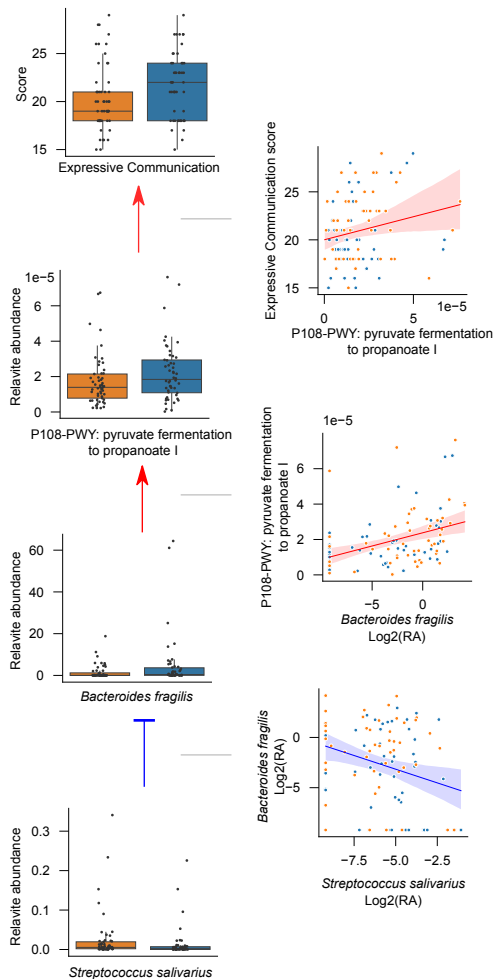 Score
25
20
15
Expressive Communication
Expressive Communication score
25
20
15
0
5
1e−5
P108-PWY: pyruvate fermentation
to propanoate I
1e−5
Relavite abundance
6
4
2
0
P108-PWY: pyruvate fermentation
to propanoate I
1e−5
P108-PWY: pyruvate fermentation
to propanoate I
6
4
2
0
−5
0
Bacteroides fragilis
Log2(RA)
Relavite abundance
60
40
20
0
Bacteroides fragilis
Bacteroides fragilis
Log2(RA)
0
−5
−7.5
−5.0
−2.5
Streptococcus salivarius
Log2(RA)
Relavite abundance
0.3
0.2
0.1
0.0
Streptococcus salivarius